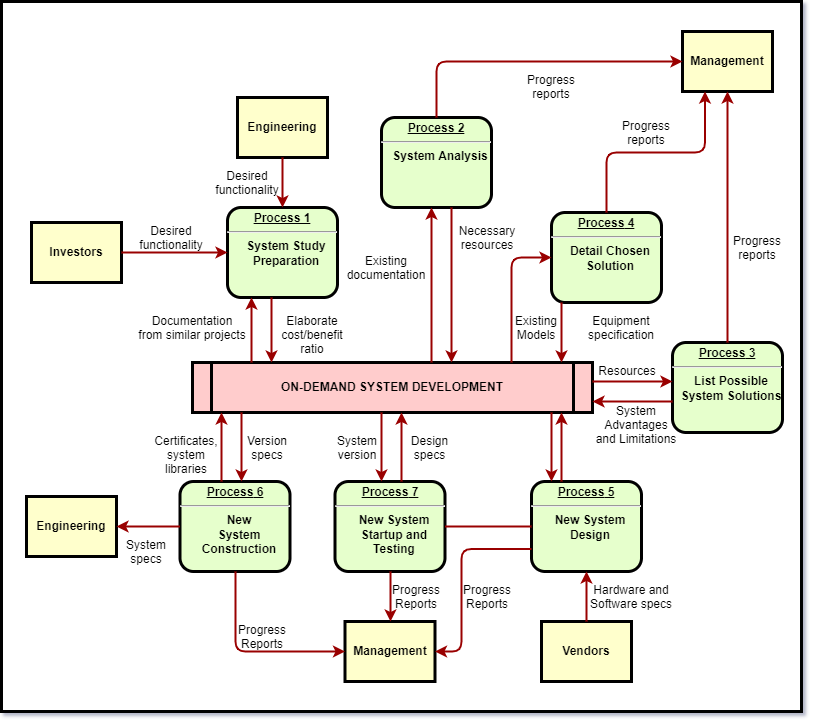 Management
Progress
reports
Engineering
Process 2
System Analysis
Progress
reports
Desired
functionality
Process 1
System Study
Preparation
Process 4
Detail Chosen
Solution
Investors
Desired
functionality
Necessary
resources
Existing
documentation
Progress
reports
Documentation
from similar projects
Elaborate
cost/benefit
ratio
Existing
Models
Equipment
specification
Process 3
List Possible
System Solutions
ON-DEMAND SYSTEM DEVELOPMENT
Resources
System
Advantages
and Limitations
Certificates,
system
libraries
Version
specs
System
version
Design
specs
Process 6
New
System
Construction
Process 7
New System
Startup and
Testing
Process 5
New System
Design
Engineering
System
specs
Progress
Reports
Progress
Reports
Hardware and
Software specs
Progress
Reports
Management
Vendors